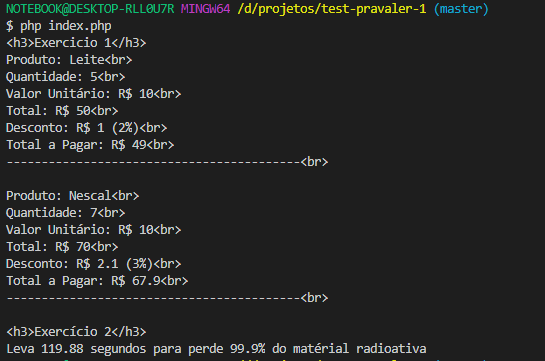 NOTEBOOK@DESKTOP-RLL0U7R MINGW64 /d/projetos/test-pravaler-1 (master)
$ php index.php
<h3>Exercicio 1</h3>
Produto: Leite<br>
Quantidade: 5<br>
Valor Unitário: R$ 10<br>
Total: R$ 50<br>
Desconto: R$ 1 (2%)<br>
Total a Pagar: R$ 49<br>
------------------------------------------<br>

Produto: Nescal<br>
Quantidade: 7<br>
Valor Unitário: R$ 10<br>
Total: R$ 70<br>
Desconto: R$ 2.1 (3%)<br>
Total a Pagar: R$ 67.9<br>
------------------------------------------<br>

<h3>Exercício 2</h3>
Leva 119.88 segundos para perde 99.9% do matérial radioativa